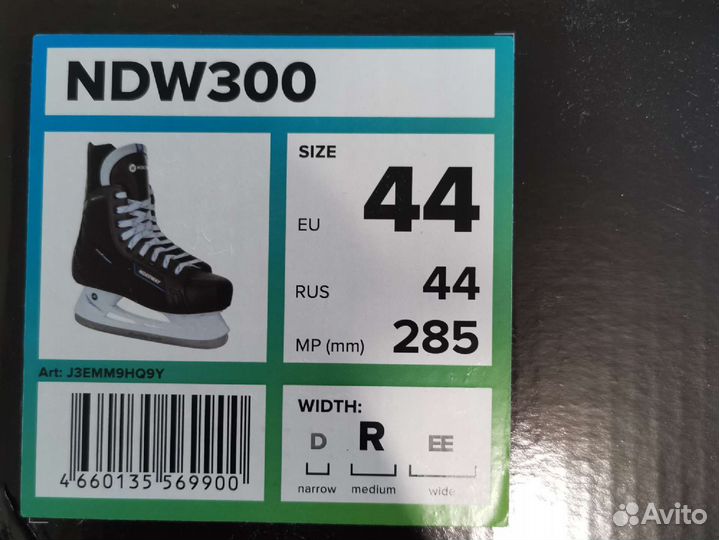 NDW300
SIZE
EU 44
RUS 44
MP (mm) 285
Art: J3EMM9HQ9Y
4 660135 569900
WIDTH:
D R EE
narrow medium wide
Avito